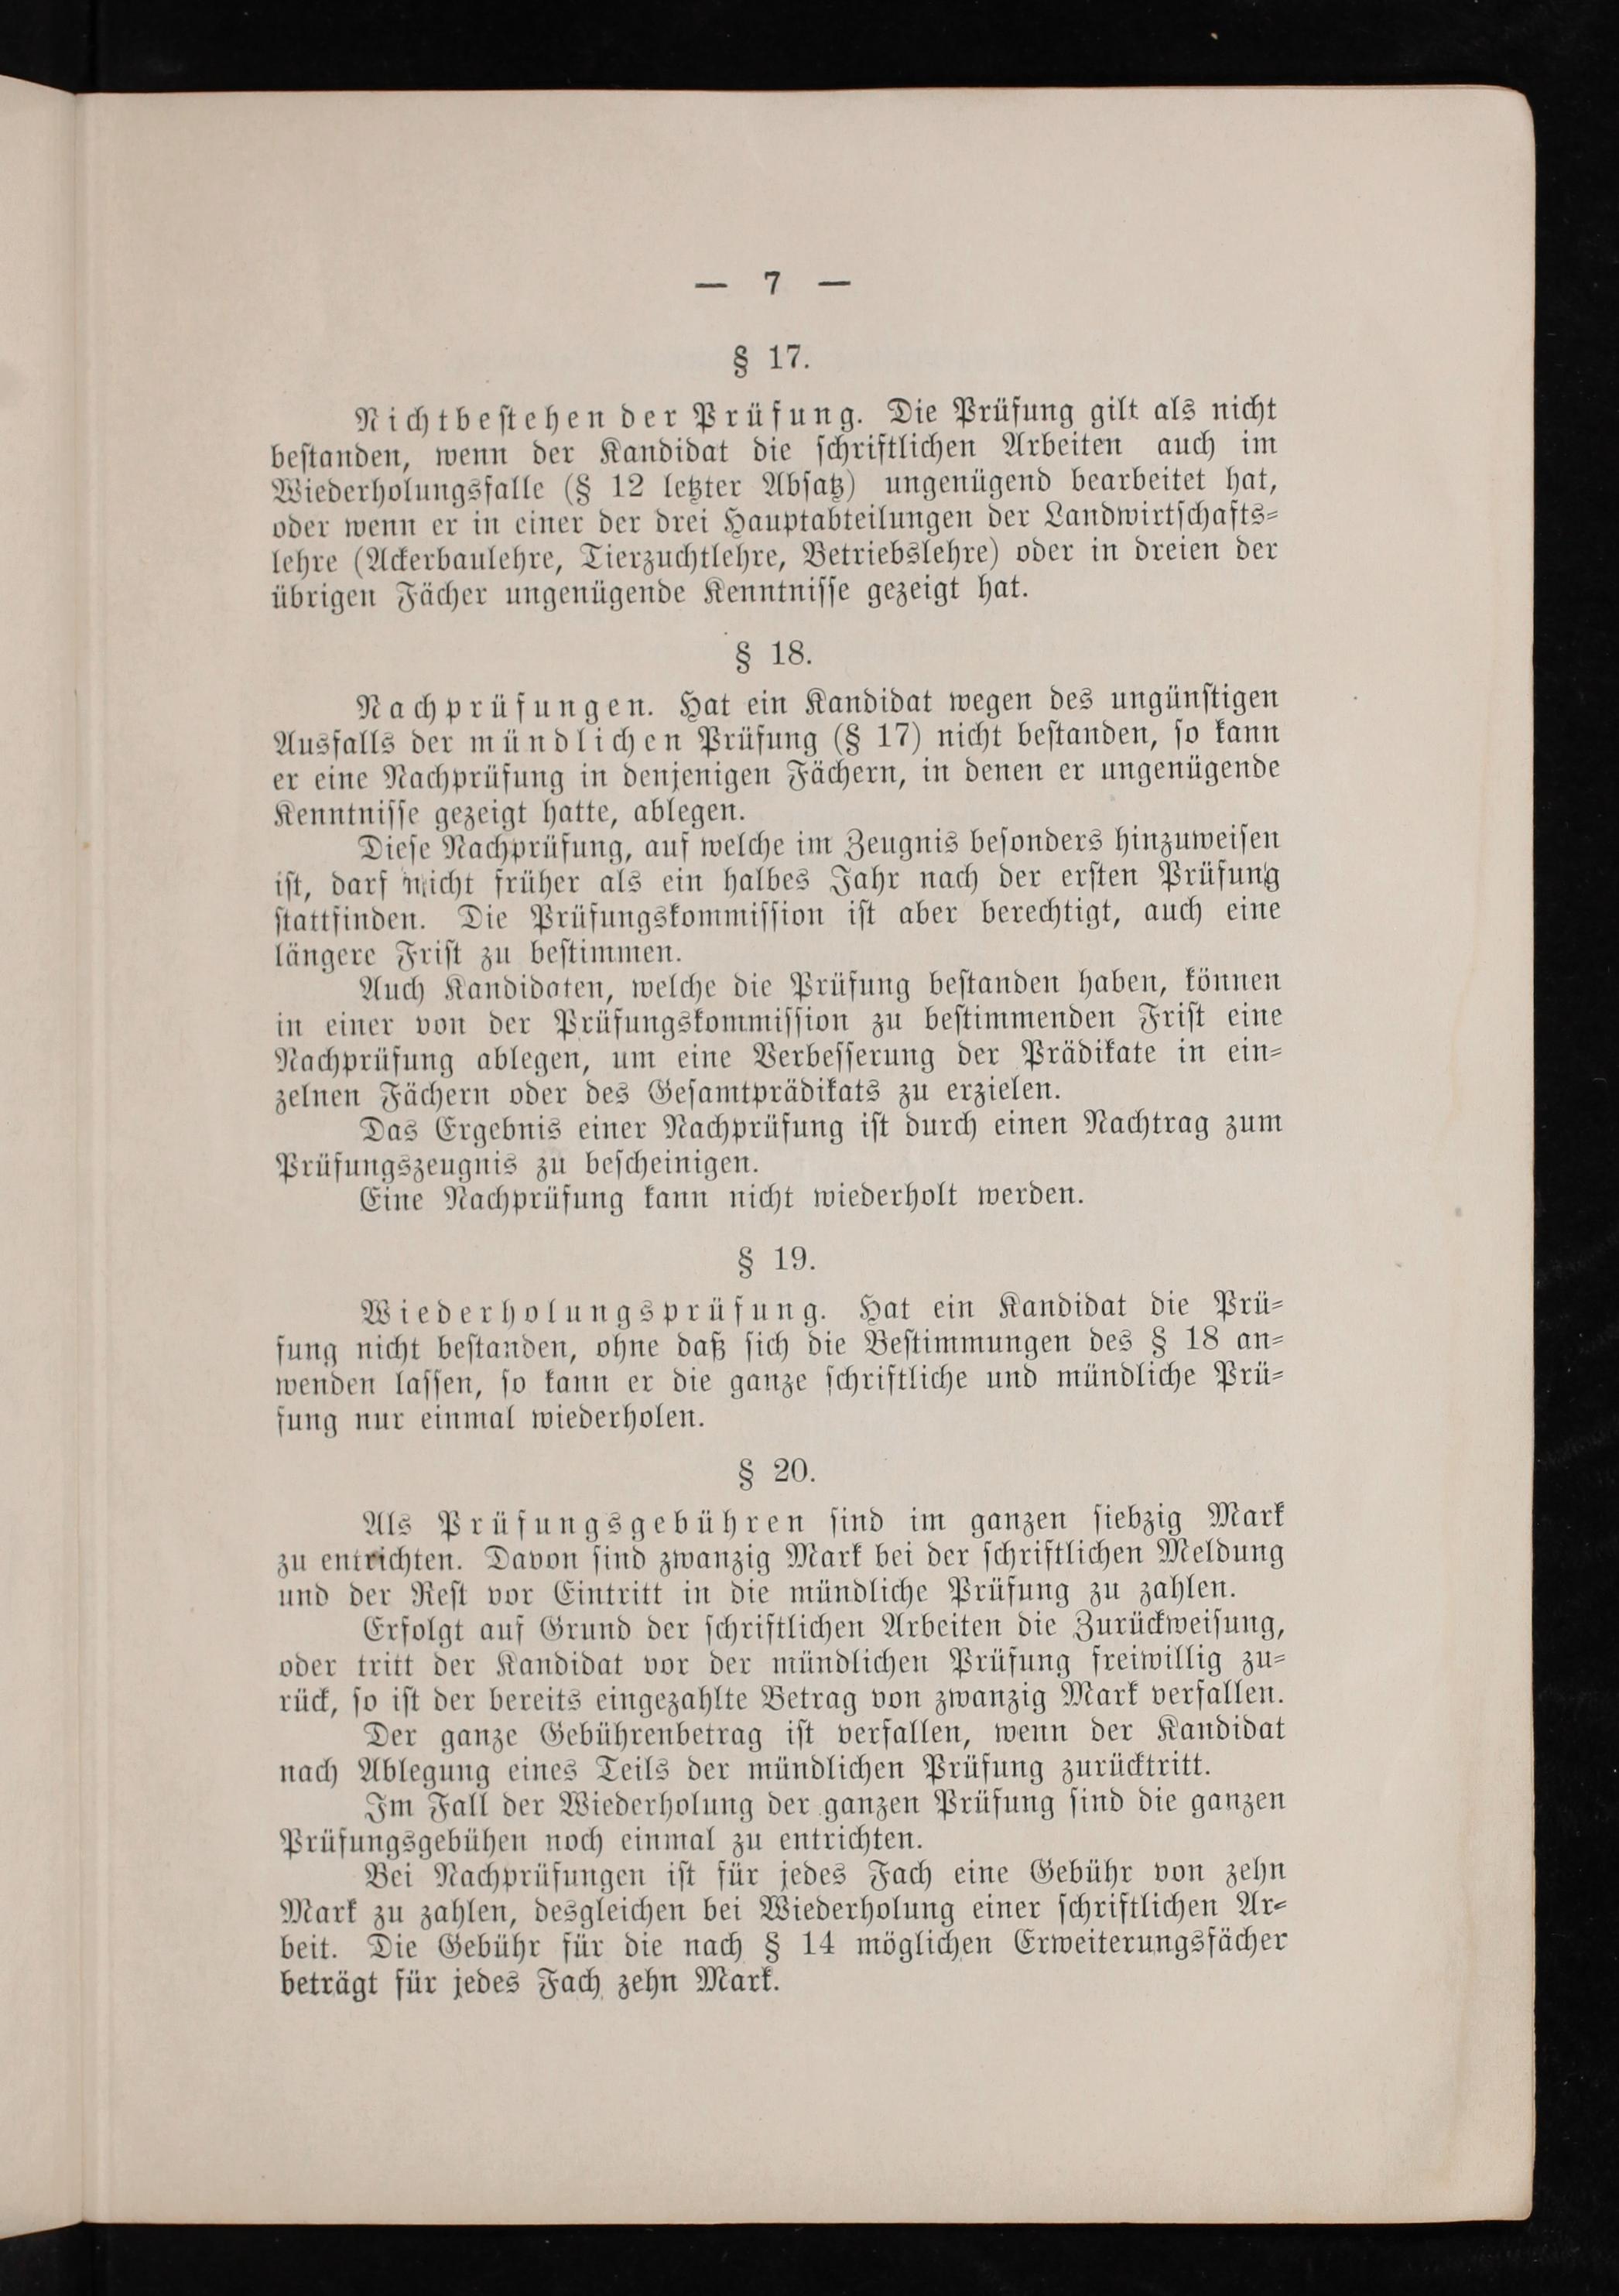 — 7 —
§ 17.
Nichtbestehen der Prüfung. Die Prüfung gilt als nicht
bestanden, wenn der Kandidat die schriftlichen Arbeiten auch im
Wiederholungsfalle (§ 12 letzter Absatz) ungenügend bearbeitet hat,
oder wenn er in einer der drei Hauptabteilungen der Landwirtschafts-
lehre (Ackerbaulehre, Tierzuchtlehre, Betriebslehre) oder in dreien der
übrigen Fächer ungenügende Kenntnisse gezeigt hat.
§ 18.
Nachprüfungen. Hat ein Kandidat wegen des ungünstigen
Ausfalls der mündlichen Prüfung (§ 17) nicht bestanden, so kann
er eine Nachprüfung in denjenigen Fächern, in denen er ungenügende
Kenntnisse gezeigt hatte, ablegen.
Diese Nachprüfung, auf welche im Zeugnis besonders hinzuweisen
ist, darf nicht früher als ein halbes Jahr nach der ersten Prüfung
stattfinden. Die Prüfungskommission ist aber berechtigt, auch eine
längere Frist zu bestimmen.
Auch Kandidaten, welche die Prüfung bestanden haben, können
in einer von der Prüfungskommission zu bestimmenden Frist eine
Nachprüfung ablegen, um eine Verbesserung der Prädikate in ein-
zelnen Fächern oder des Gesamtprädikats zu erzielen.
Das Ergebnis einer Nachprüfung ist durch einen Nachtrag zum
Prüfungszeugnis zu bescheinigen.
Eine Nachprüfung kann nicht wiederholt werden.
§ 19.
Wiederholungsprüfung. Hat ein Kandidat die Prü-
fung nicht bestanden, ohne daß sich die Bestimmungen des § 18 an-
wenden lassen, so kann er die ganze schriftliche und mündliche Prü-
fung nur einmal wiederholen.
§ 20.
Als Prüfungsgebühren sind im ganzen siebzig Mark
zu entrichten. Davon sind zwanzig Mark bei der schriftlichen Meldung
und der Rest vor Eintritt in die mündliche Prüfung zu zahlen.
Erfolgt auf Grund der schriftlichen Arbeiten die Zurückweisung,
oder tritt der Kandidat vor der mündlichen Prüfung freiwillig zu-
rück, so ist der bereits eingezahlte Betrag von zwanzig Mark verfallen.
Der ganze Gebührenbetrag ist verfallen, wenn der Kandidat
nach Ablegung eines Teils der mündlichen Prüfung zurücktritt.
Im Fall der Wiederholung der ganzen Prüfung sind die ganzen
Prüfungsgebühen noch einmal zu entrichten.
Bei Nachprüfungen ist für jedes Fach eine Gebühr von zehn
Mark zu zahlen, desgleichen bei Wiederholung einer schriftlichen Ar-
beit. Die Gebühr für die nach § 14 möglichen Erweiterungsfächer
beträgt für jedes Fach zehn Mark.